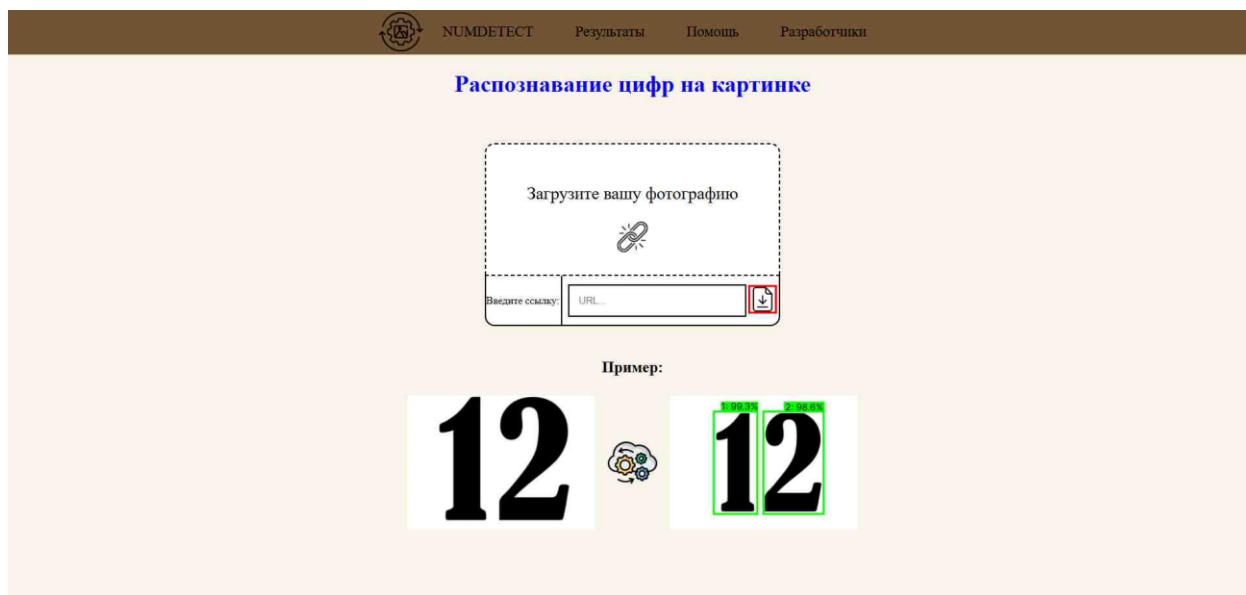 NUMDETECT Результаты Помощь Разработчики
Распознавание цифр на картинке
Загрузите вашу фотографию
Введите ссылку: URL...
Пример:
12
1: 99.3% 2: 98.6%
12